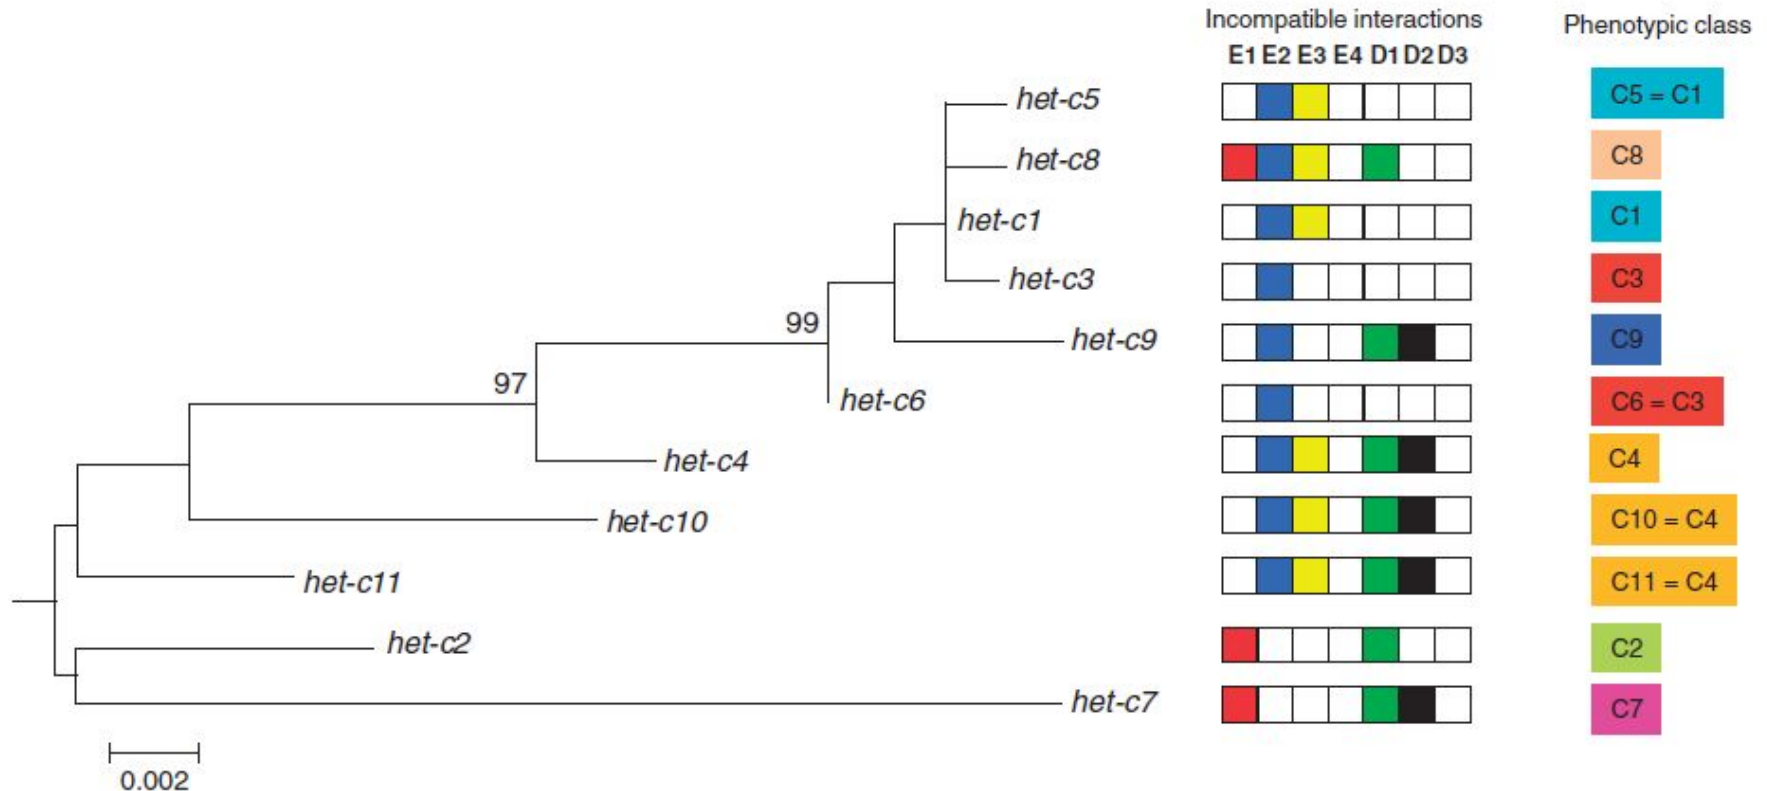 Incompatible interactions
Phenotypic class
E1 E2 E3 E4 D1 D2 D3
het-c5
C5 = C1
het-c8
C8
het-c1
C1
het-c3
C3
99
het-c9
C9
97
het-c6
C6 = C3
het-c4
C4
het-c10
C10 = C4
het-c11
C11 = C4
het-c2
C2
het-c7
C7
0.002